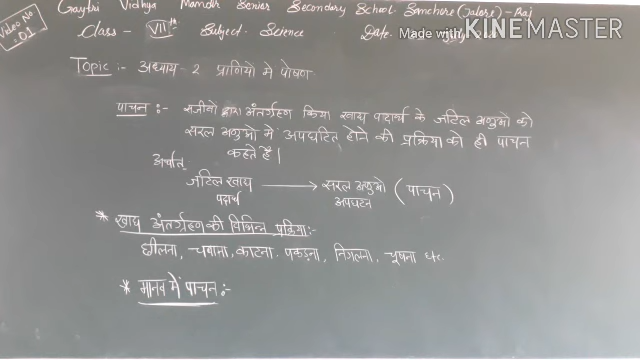 Video No. 01
Gaytri Vidhya Mandir Senior Secondary School Sanchore (Jalore) - Raj
Class - VIIth Subject - Science Date
Made with KINEMASTER
Topic :- अध्याय - 2 प्राणियो मे पोषण
पाचन :- सजीवो द्वारा अंतर्ग्रहण किया खाद्य पदार्थ के जटिल अणुओ को
सरल अणुओ मे अपघटित होने की प्रक्रिया को ही पाचन
कहते है।
अर्थात्
जटिल खाद्य पदार्थ → सरल अणुओ अपघटन (पाचन)
* खाद्य अंतर्ग्रहण की विभिन्न प्रक्रिया :-
छीलना, चबाना, काटना, पकड़ना, निगलना, चूषना etc.
* मानव में पाचन :-